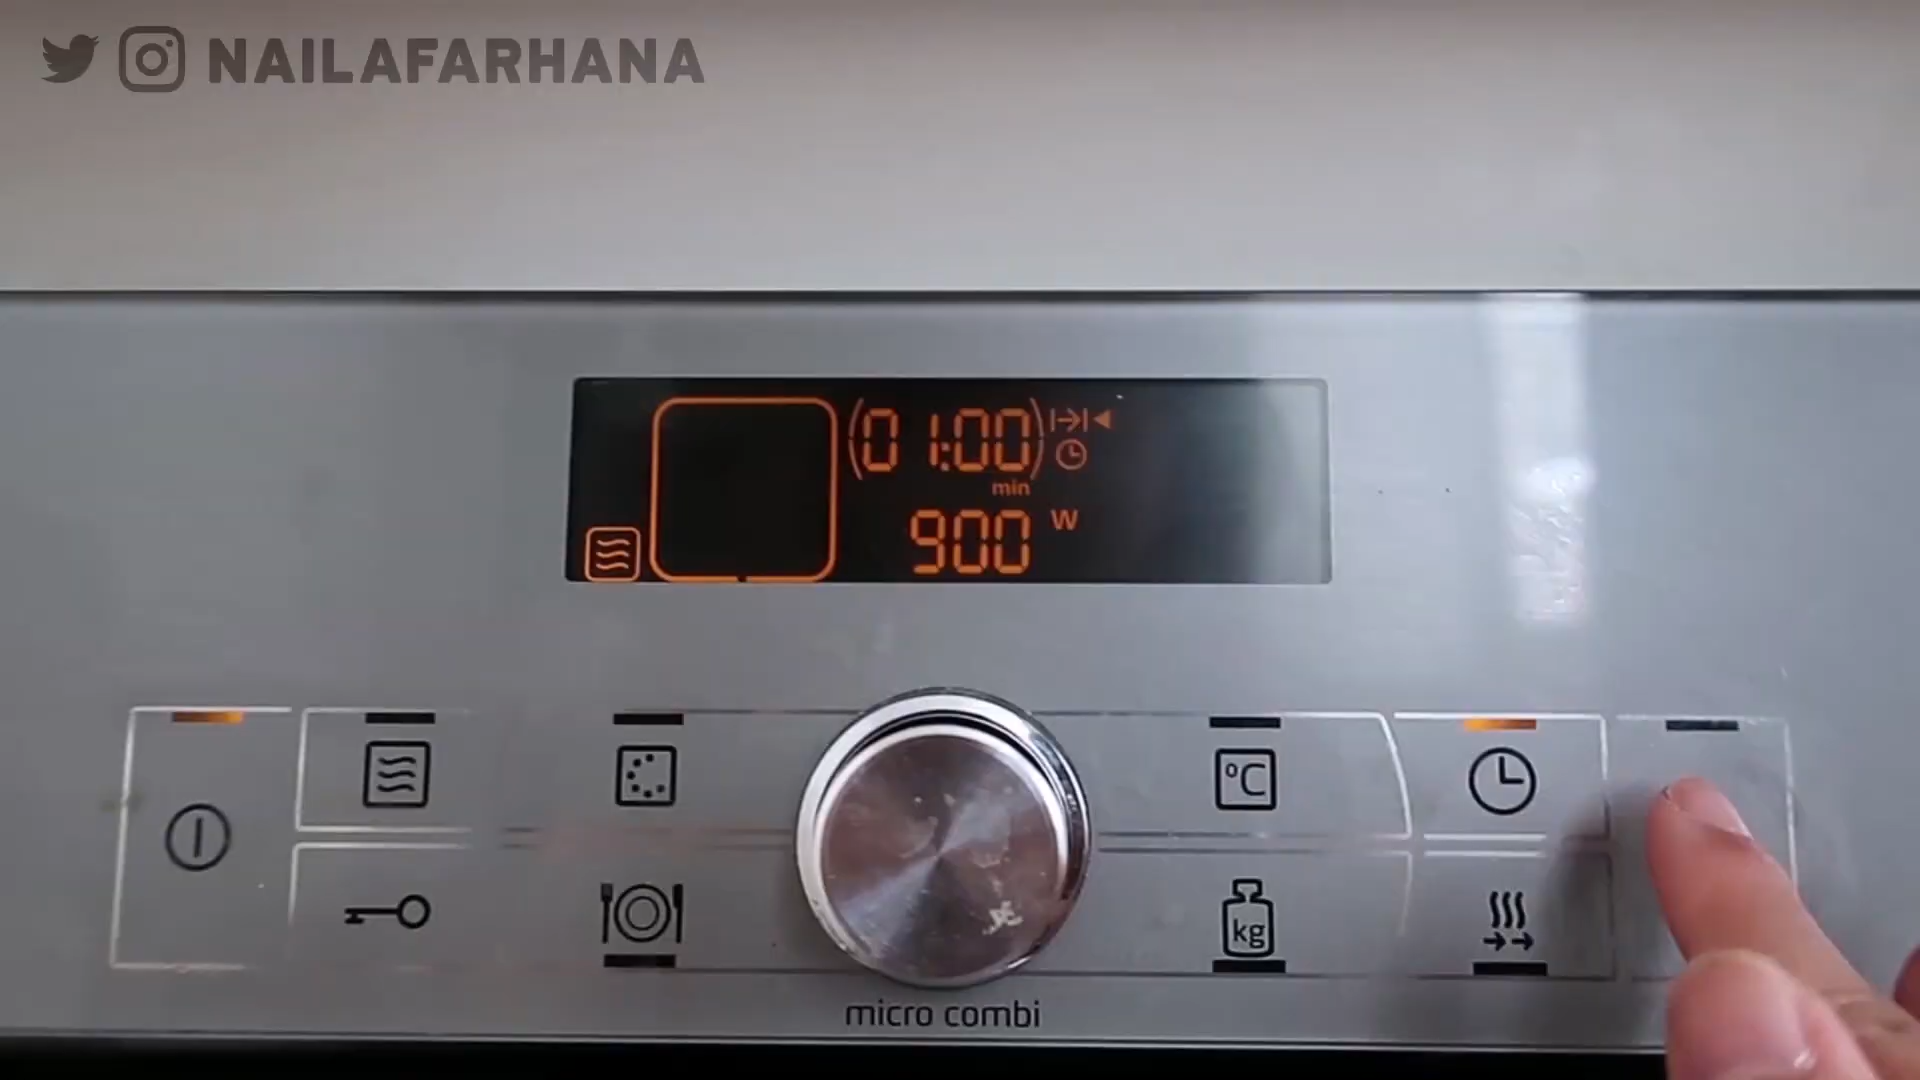 NAILAFARHANA
(01:00)
min
900 W
°C
kg
micro combi